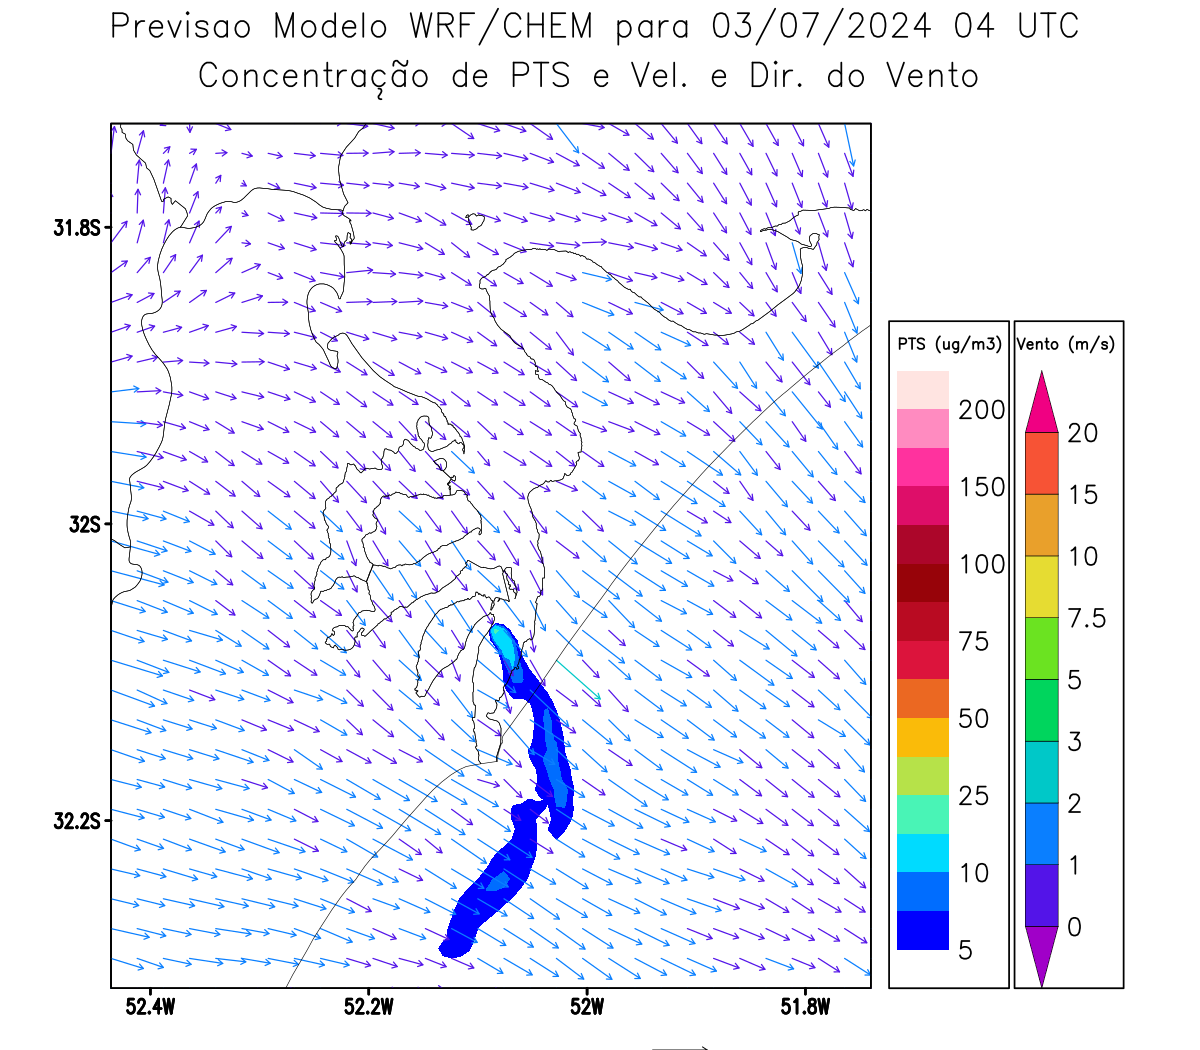 Previsao Modelo WRF/CHEM para 03/07/2024 04 UTC
Concentração de PTS e Vel. e Dir. do Vento
31.8S
32S
32.2S
52.4W 52.2W 52W 51.8W
PTS (ug/m3)
200
150
100
75
50
25
10
5
Vento (m/s)
20
15
10
7.5
5
3
2
1
0